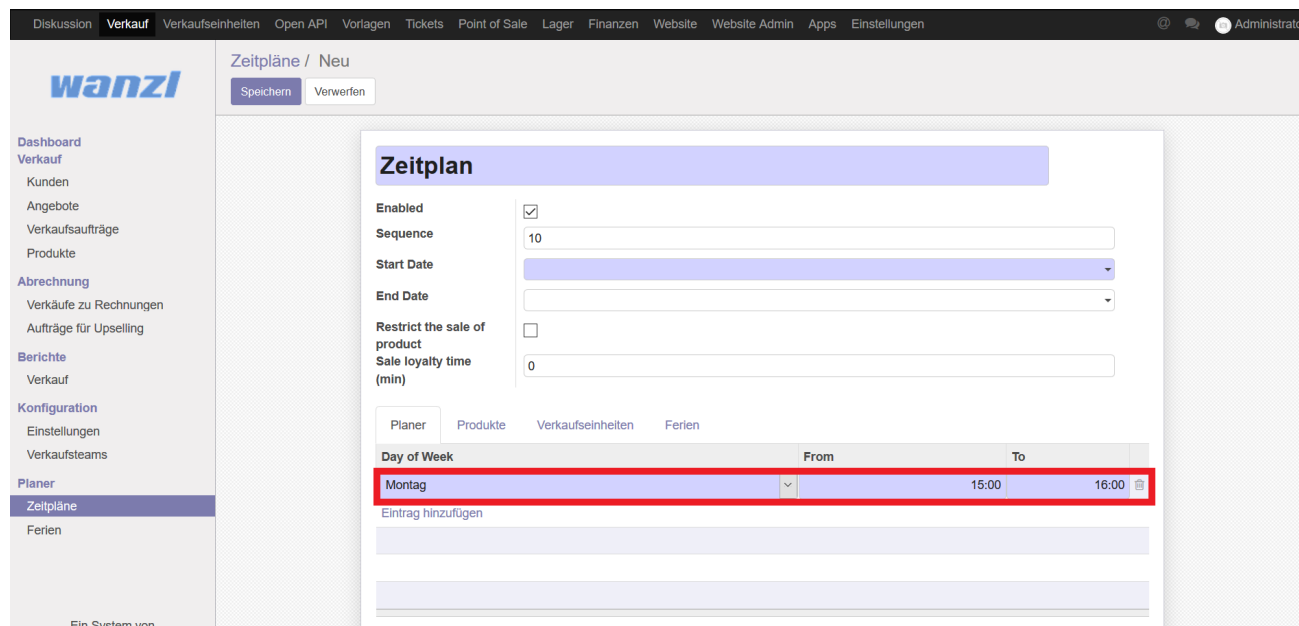 Diskussion Verkauf Verkaufseinheiten Open API Vorlagen Tickets Point of Sale Lager Finanzen Website Website Admin Apps Einstellungen @ Administrato
wanzl
Dashboard
Verkauf
Kunden
Angebote
Verkaufsaufträge
Produkte
Abrechnung
Verkäufe zu Rechnungen
Aufträge für Upselling
Berichte
Verkauf
Konfiguration
Einstellungen
Verkaufsteams
Planer
Zeitpläne
Ferien
Ein System von
Zeitpläne / Neu
Speichern Verwerfen
Zeitplan
Enabled
Sequence 10
Start Date
End Date
Restrict the sale of
product
Sale loyalty time
(min) 0
Planer Produkte Verkaufseinheiten Ferien
Day of Week From To
Montag 15:00 16:00
Eintrag hinzufügen